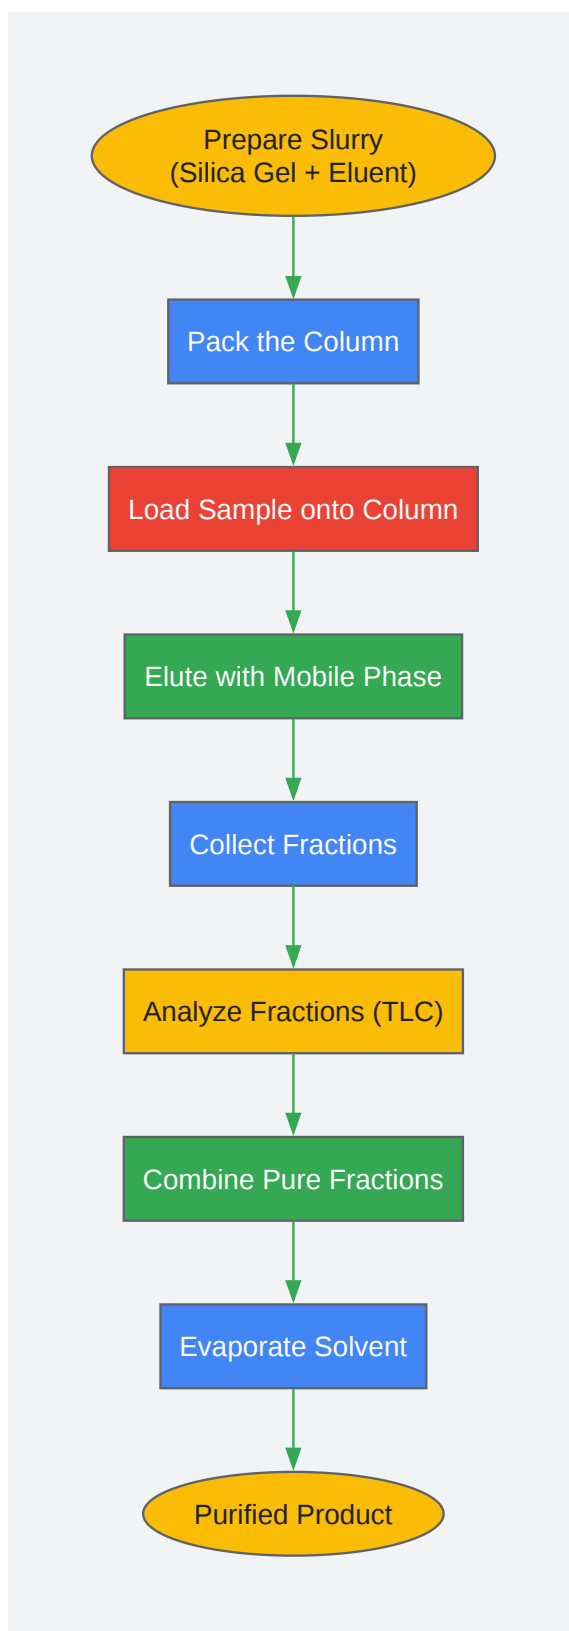 Prepare Slurry
(Silica Gel + Eluent)
Pack the Column
Load Sample onto Column
Elute with Mobile Phase
Collect Fractions
Analyze Fractions (TLC)
Combine Pure Fractions
Evaporate Solvent
Purified Product